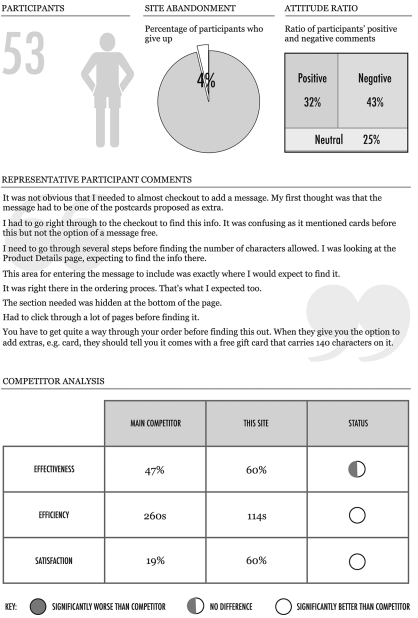 PARTICIPANTS
SITE ABANDONMENT
ATTITUDE RATIO
53
Percentage of participants who
give up
4%
Ratio of participants' positive
and negative comments
Positive
32%
Negative
43%
Neutral 25%
REPRESENTATIVE PARTICIPANT COMMENTS
It was not obvious that I needed to almost checkout to add a message. My first thought was that the
message had to be one of the postcards proposed as extra.
I had to go right through to the checkout to find this info. It was confusing as it mentioned cards before
this but not the option of a message free.
I need to go through several steps before finding the number of characters allowed. I was looking at the
Product Details page, expecting to find the info there.
This area for entering the message to include was exactly where I would expect to find it.
It was right there in the ordering proces. That's what I expected too.
The section needed was hidden at the bottom of the page.
Had to click through a lot of pages before finding it.
You have to get quite a way through your order before finding this out. When they give you the option to
add extras, e.g. card, they should tell you it comes with a free gift card that carries 140 characters on it.
COMPETITOR ANALYSIS
MAIN COMPETITOR THIS SITE STATUS
EFFECTIVENESS 47% 60%
EFFICIENCY 260s 114s
SATISFACTION 19% 60%
KEY: SIGNIFICANTLY WORSE THAN COMPETITOR NO DIFFERENCE SIGNIFICANTLY BETTER THAN COMPETITOR